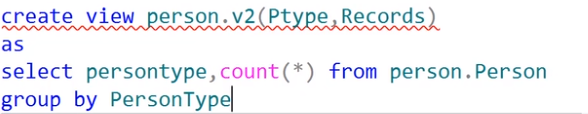 create view person.v2(Ptype,Records)
as
select persontype,count(*) from person.Person
group by PersonType